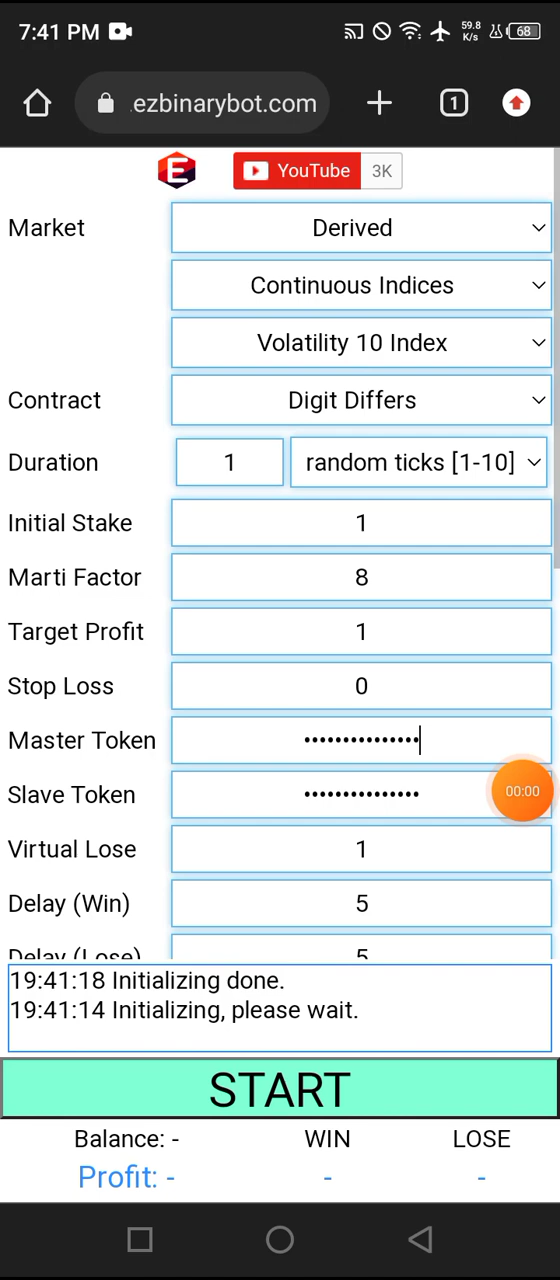 7:41 PM 59.8 K/s 68
.ezbinarybot.com 1
E YouTube 3K
Market Derived
Continuous Indices
Volatility 10 Index
Contract Digit Differs
Duration 1 random ticks [1-10]
Initial Stake 1
Marti Factor 8
Target Profit 1
Stop Loss 0
Master Token •••••••••••••••
Slave Token ••••••••••••••• 00:00
Virtual Lose 1
Delay (Win) 5
Delay (Lose) 5
19:41:18 Initializing done.
19:41:14 Initializing, please wait.
START
Balance: - WIN LOSE
Profit: - - -